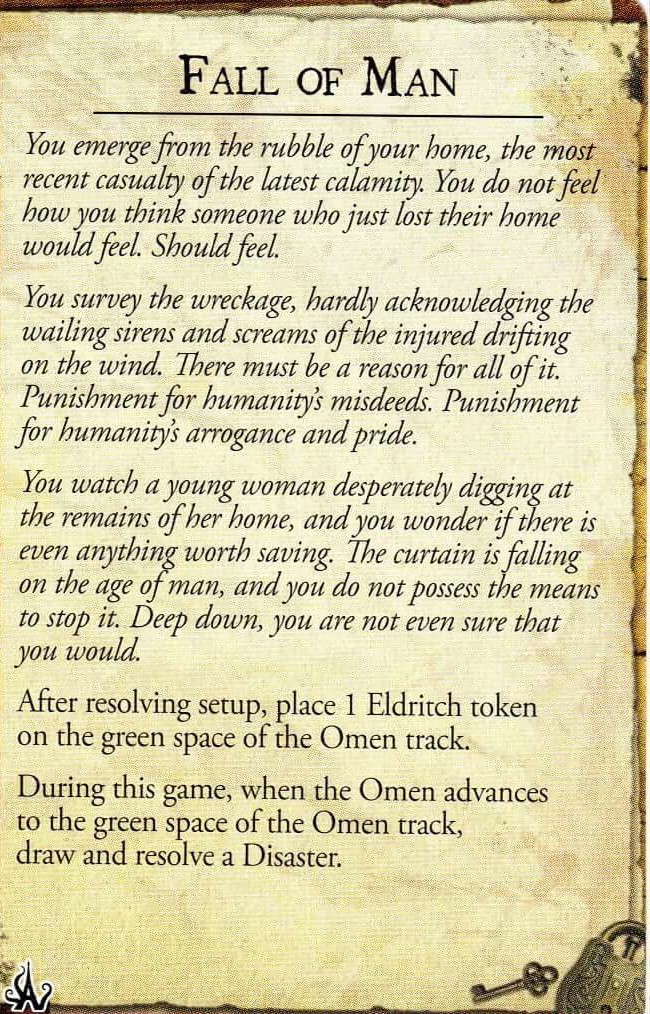 Fall of Man
You emerge from the rubble of your home, the most
recent casualty of the latest calamity. You do not feel
how you think someone who just lost their home
would feel. Should feel.
You survey the wreckage, hardly acknowledging the
wailing sirens and screams of the injured drifting
on the wind. There must be a reason for all of it.
Punishment for humanity's misdeeds. Punishment
for humanity's arrogance and pride.
You watch a young woman desperately digging at
the remains of her home, and you wonder if there is
even anything worth saving. The curtain is falling
on the age of man, and you do not possess the means
to stop it. Deep down, you are not even sure that
you would.
After resolving setup, place 1 Eldritch token
on the green space of the Omen track.
During this game, when the Omen advances
to the green space of the Omen track,
draw and resolve a Disaster.